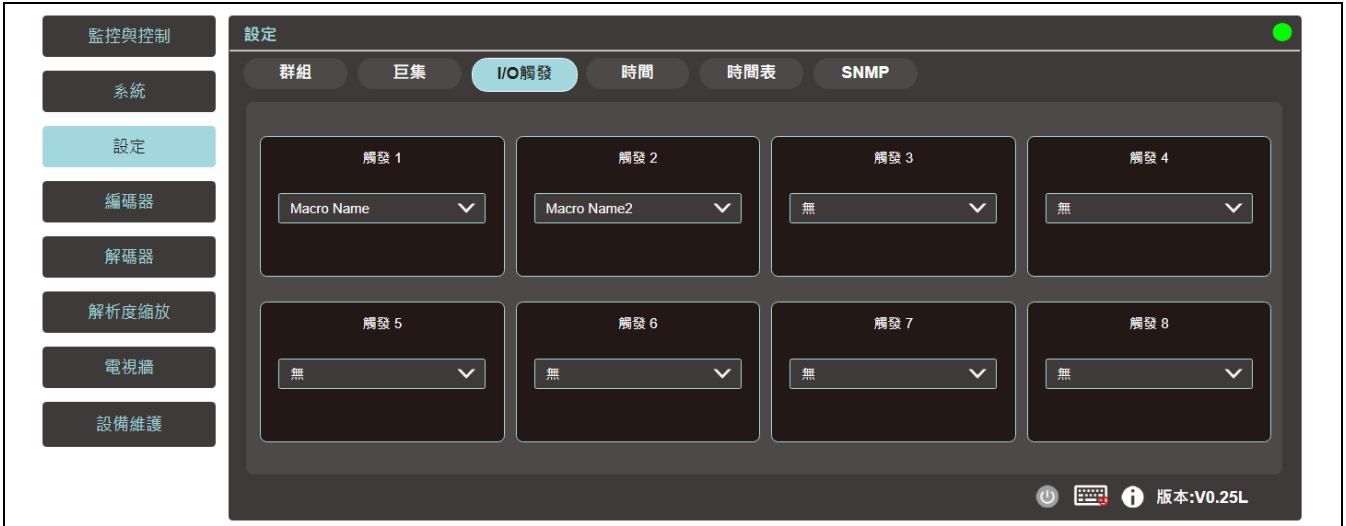 監控與控制
系統
設定
編碼器
解碼器
解析度縮放
電視牆
設備維護
設定
群組 巨集 I/O觸發 時間 時間表 SNMP
觸發 1 觸發 2 觸發 3 觸發 4
Macro Name Macro Name2 無 無
觸發 5 觸發 6 觸發 7 觸發 8
無 無 無 無
版本:V0.25L